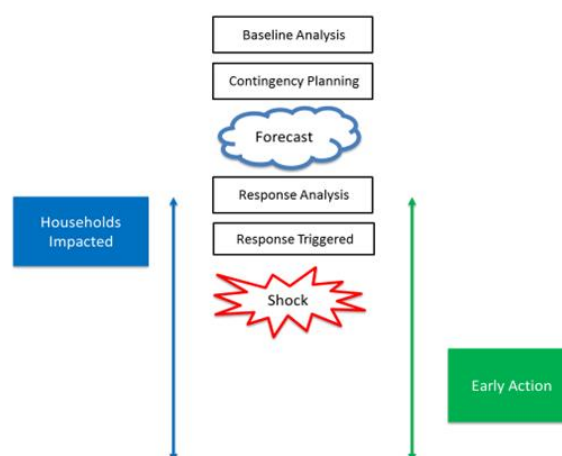 Baseline Analysis
Contingency Planning
Forecast
Response Analysis
Households
Impacted
Response Triggered
Shock
Early Action